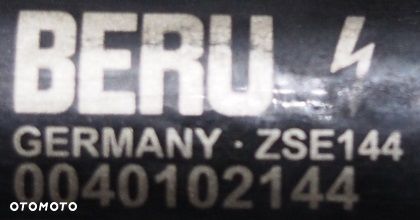 BERU
GERMANY · ZSE144
0040102144
OTOMOTO